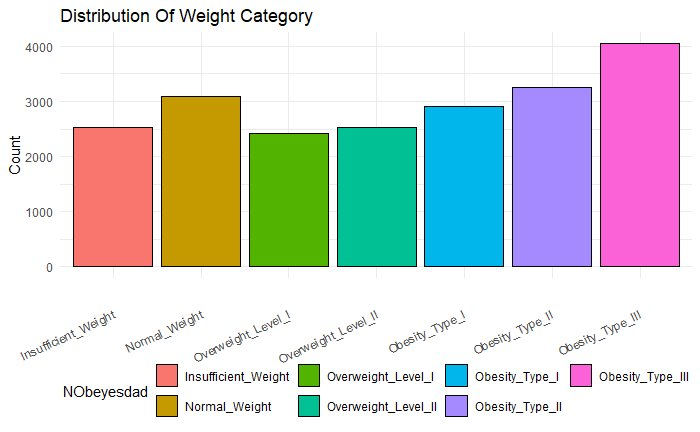 Distribution Of Weight Category
Count
4000
3000
2000
1000
0
Insufficient_Weight
Normal_Weight
Overweight_Level_I
Overweight_Level_II
Obesity_Type_I
Obesity_Type_II
Obesity_Type_III
NObeyesdad
Insufficient_Weight Overweight_Level_I Obesity_Type_I Obesity_Type_III
Normal_Weight Overweight_Level_II Obesity_Type_II